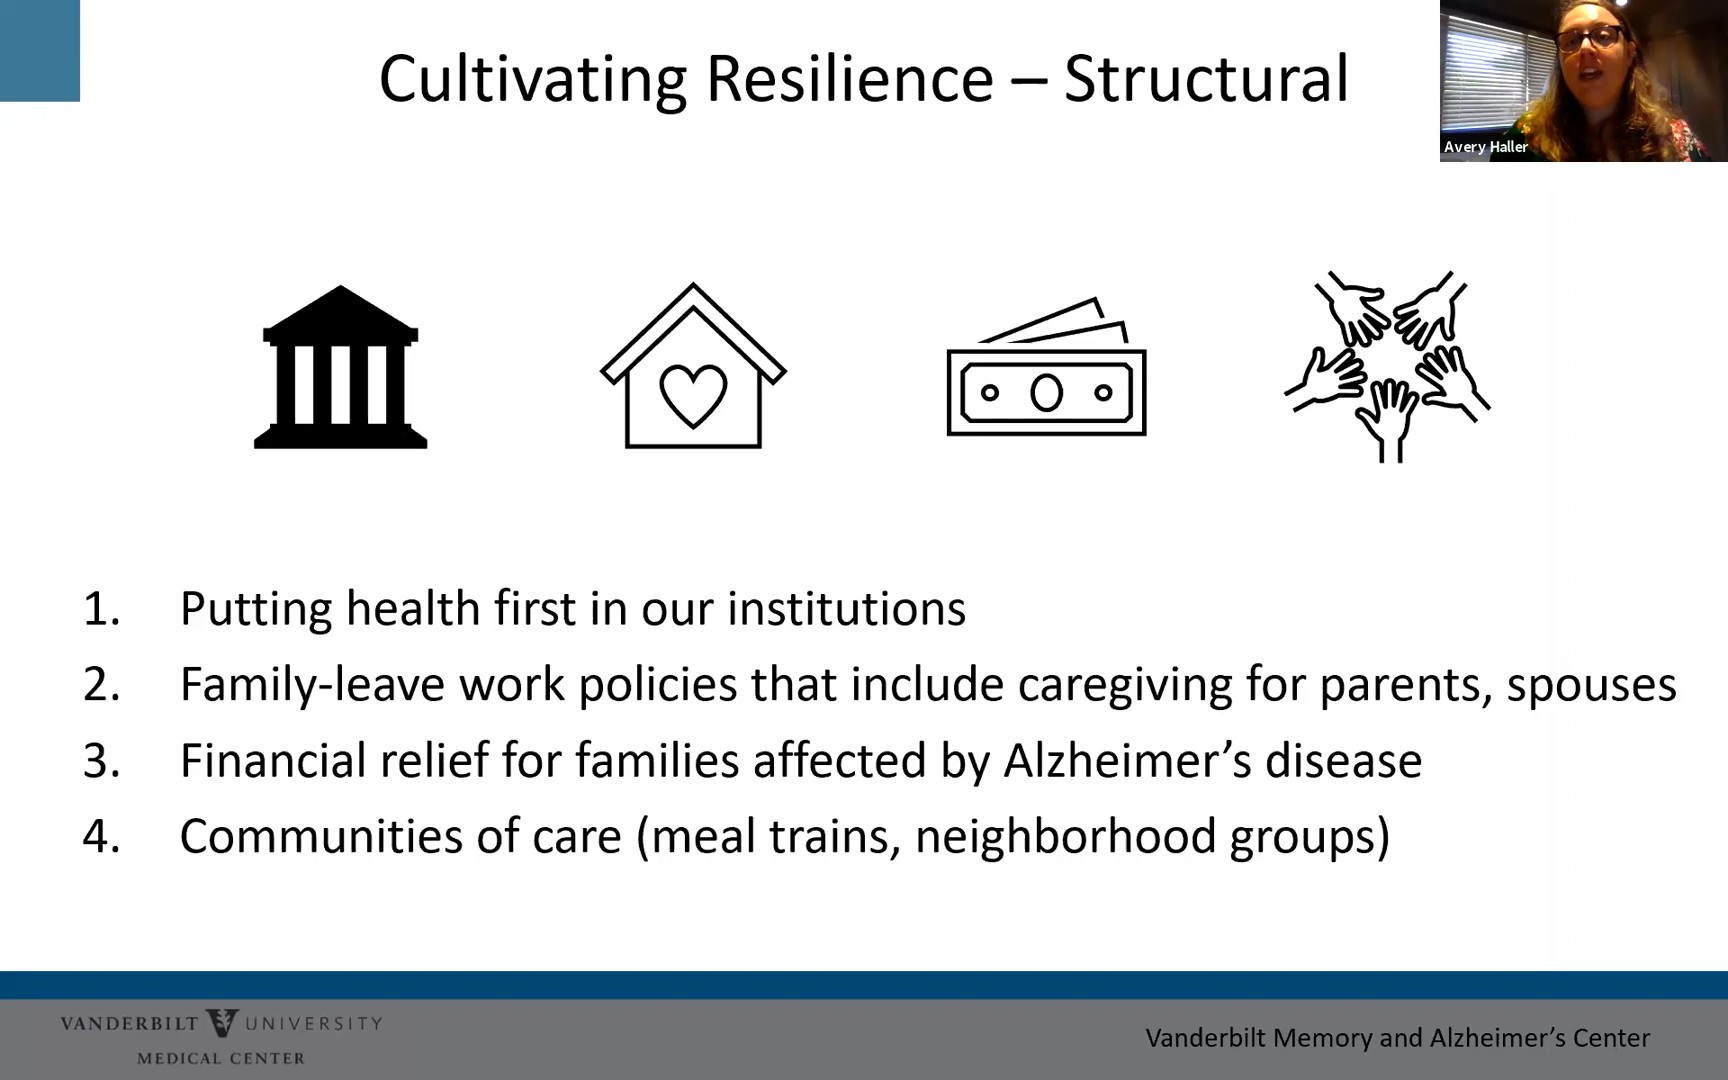 Cultivating Resilience – Structural
Avery Haller
1. Putting health first in our institutions
2. Family-leave work policies that include caregiving for parents, spouses
3. Financial relief for families affected by Alzheimer’s disease
4. Communities of care (meal trains, neighborhood groups)
VANDERBILT V UNIVERSITY
MEDICAL CENTER
Vanderbilt Memory and Alzheimer’s Center